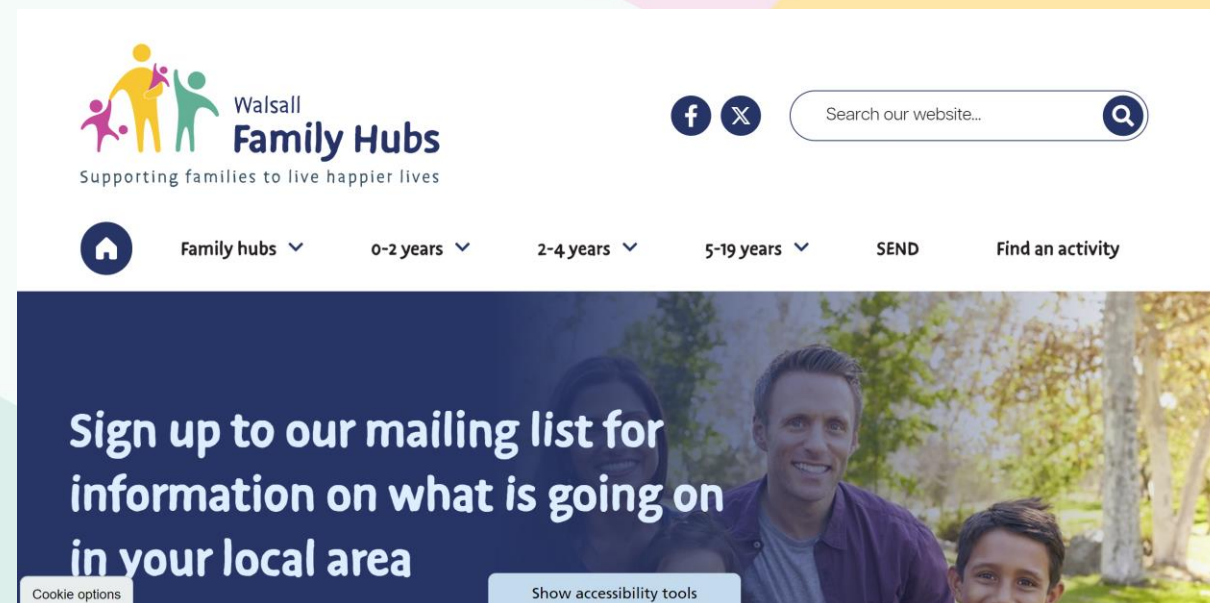 Walsall
Family Hubs
Supporting families to live happier lives
Search our website...
Family hubs
0-2 years
2-4 years
5-19 years
SEND
Find an activity
Sign up to our mailing list for
information on what is going on
in your local area
Cookie options
Show accessibility tools